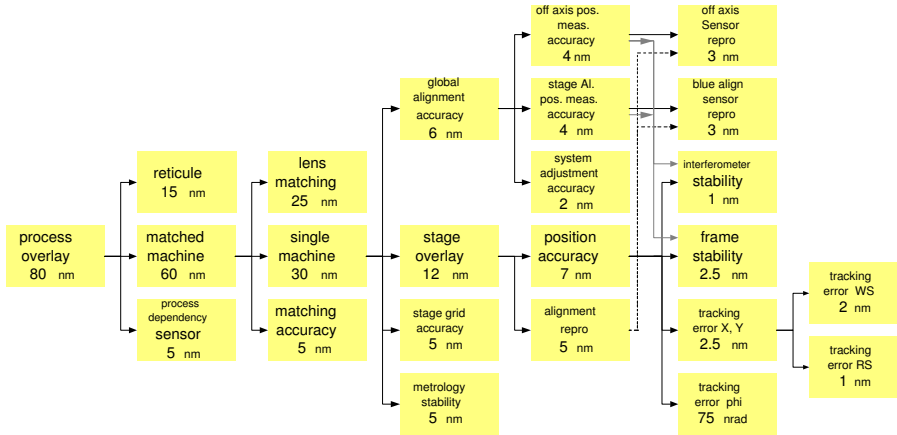 process
overlay
80 nm
reticule
15 nm
matched
machine
60 nm
process
dependency
sensor
5 nm
lens
matching
25 nm
single
machine
30 nm
matching
accuracy
5 nm
global
alignment
accuracy
6 nm
stage
overlay
12 nm
stage grid
accuracy
5 nm
metrology
stability
5 nm
off axis pos.
meas.
accuracy
4 nm
stage Al.
pos. meas.
accuracy
4 nm
system
adjustment
accuracy
2 nm
position
accuracy
7 nm
alignment
repro
5 nm
off axis
Sensor
repro
3 nm
blue align
sensor
repro
3 nm
interferometer
stability
1 nm
frame
stability
2.5 nm
tracking
error X, Y
2.5 nm
tracking
error phi
75 nrad
tracking
error WS
2 nm
tracking
error RS
1 nm